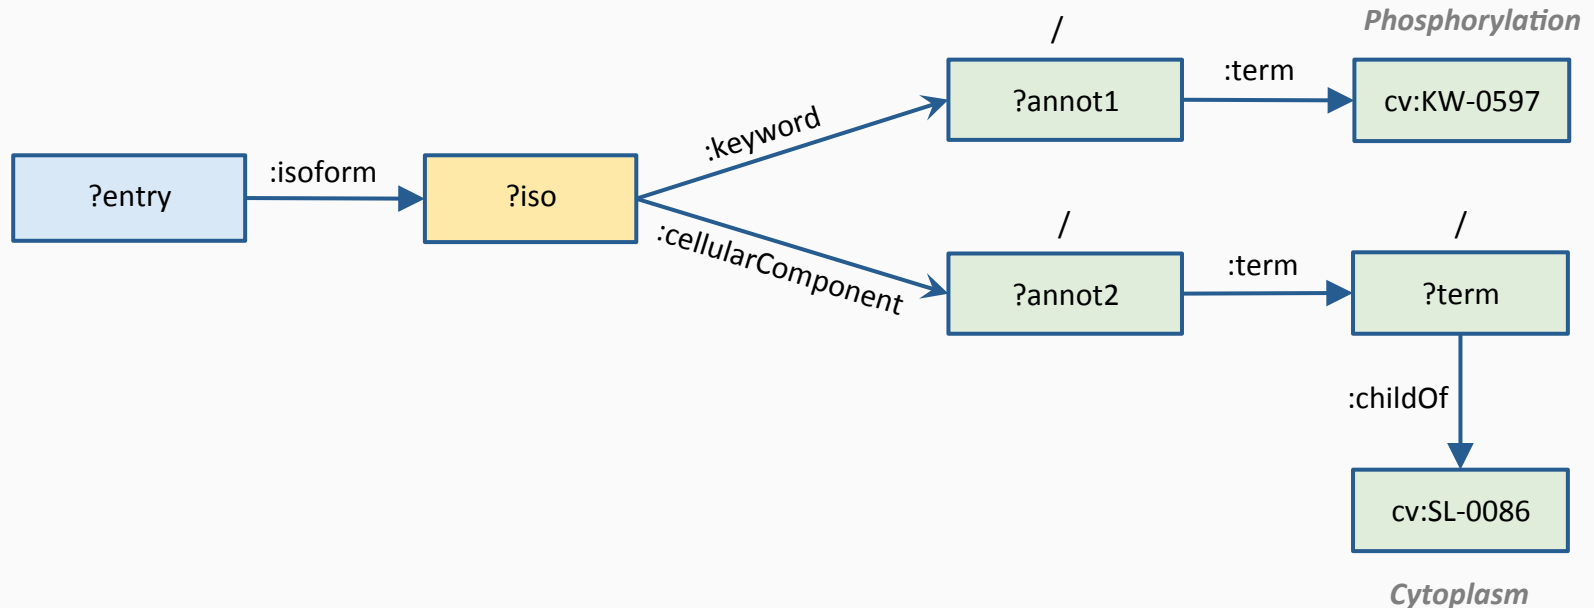 Phosphorylation
/
?annot1
:term
cv:KW-0597
:keyword
?entry
:isoform
?iso
:cellularComponent
/
?annot2
:term
/
?term
:childOf
cv:SL-0086
Cytoplasm